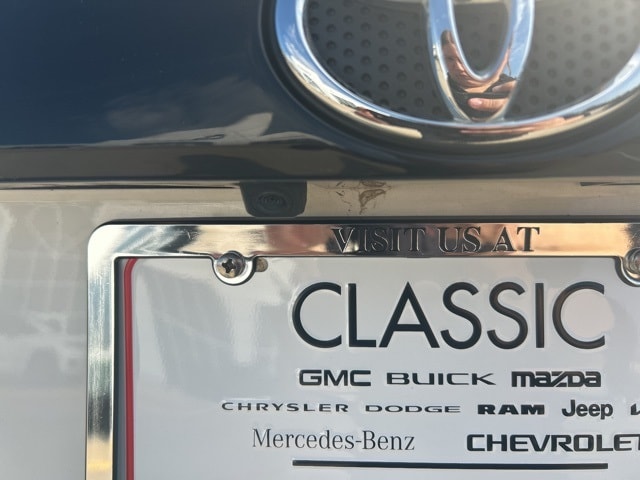 VISIT US AT
CLASSIC
GMC BUICK mazda
CHRYSLER DODGE RAM Jeep
Mercedes-Benz CHEVROLET